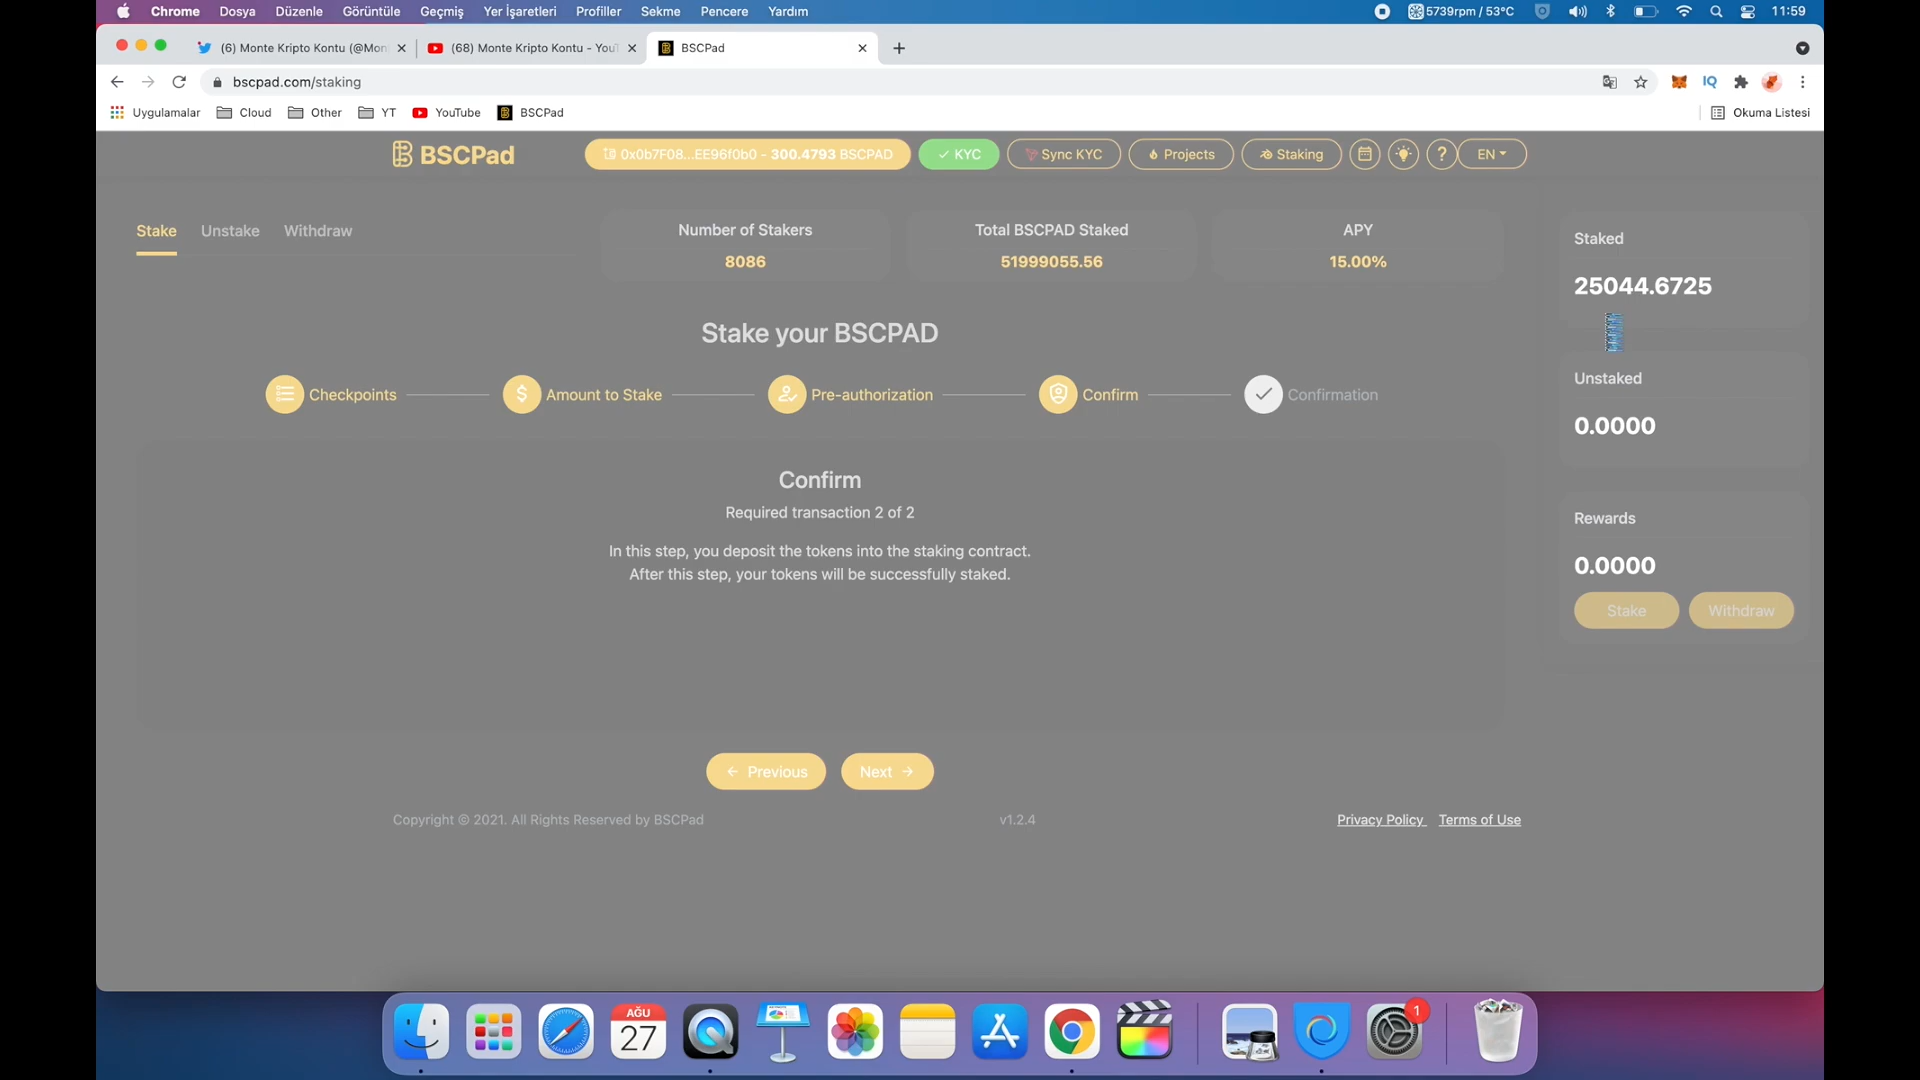 Chrome Dosya Düzenle Görüntüle Geçmiş Yer İşaretleri Profiller Sekme Pencere Yardım 5739rpm / 53°C 11:59
(6) Monte Kripto Kontu (@Mon (68) Monte Kripto Kontu - YouT BSCPad
bscpad.com/staking
Uygulamalar Cloud Other YT YouTube BSCPad Okuma Listesi
BSCPad 0x0b7F08...EE96f0b0 - 300.4793 BSCPAD KYC Sync KYC Projects Staking ? EN
Stake Unstake Withdraw
Number of Stakers
8086
Total BSCPAD Staked
51999055.56
APY
15.00%
Staked
25044.6725
Stake your BSCPAD
Checkpoints $ Amount to Stake Pre-authorization Confirm Confirmation
Unstaked
0.0000
Confirm
Required transaction 2 of 2
In this step, you deposit the tokens into the staking contract.
After this step, your tokens will be successfully staked.
Rewards
0.0000
Stake Withdraw
← Previous Next →
Copyright © 2021. All Rights Reserved by BSCPad v1.2.4 Privacy Policy Terms of Use
AĞU
27
1